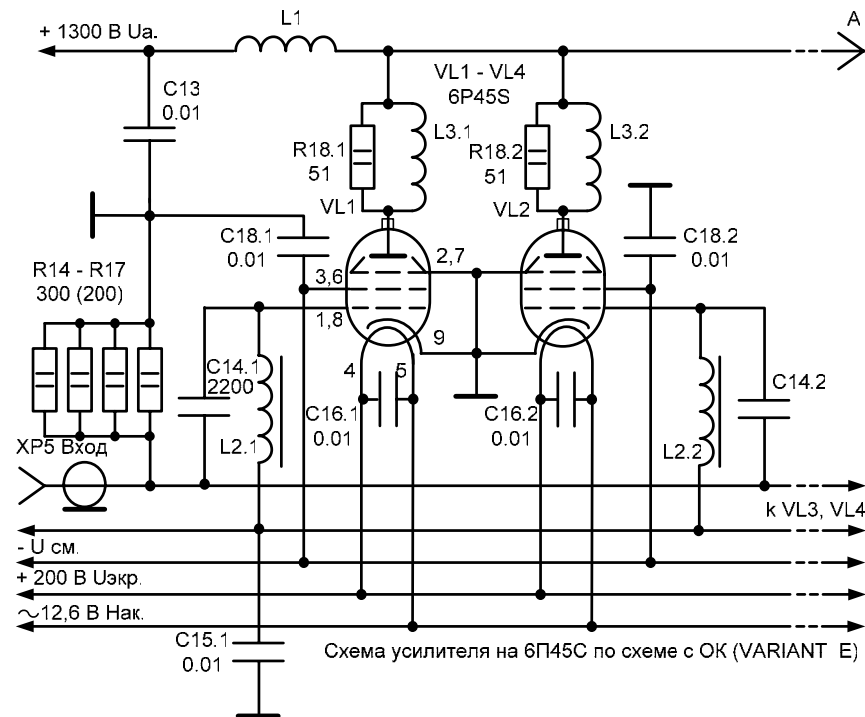 L1
A
+ 1300 В Ua.
VL1 - VL4
6P45S
C13
0.01
L3.1
L3.2
R18.1
51
R18.2
51
VL1
VL2
C18.1
0.01
2,7
C18.2
0.01
R14 - R17
300 (200)
3,6
1,8
9
4
5
C14.1
2200
C14.2
C16.1
0.01
C16.2
0.01
XP5 Вход
L2.1
L2.2
k VL3, VL4
- U см.
+ 200 В Uэкр.
~12,6 В Нак.
C15.1
0.01
Схема усилителя на 6П45С по схеме с ОК (VARIANT E)